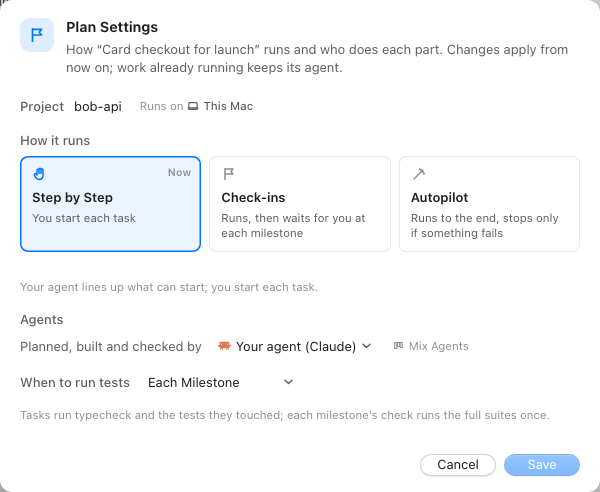 Plan Settings
How “Card checkout for launch” runs and who does each part. Changes apply from
now on; work already running keeps its agent.
Project bob-api Runs on This Mac
How it runs
Now
Step by Step
You start each task
Check-ins
Runs, then waits for you at
each milestone
Autopilot
Runs to the end, stops only
if something fails
Your agent lines up what can start; you start each task.
Agents
Planned, built and checked by Your agent (Claude) Mix Agents
When to run tests Each Milestone
Tasks run typecheck and the tests they touched; each milestone’s check runs the full suites once.
Cancel Save